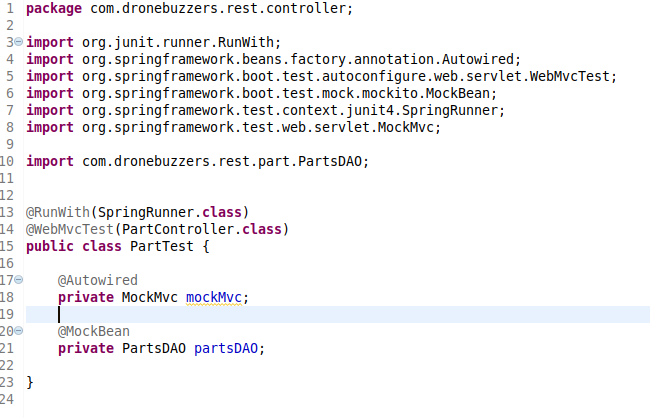 1 package com.dronebuzzers.rest.controller;
2
3 import org.junit.runner.RunWith;
4 import org.springframework.beans.factory.annotation.Autowired;
5 import org.springframework.boot.test.autoconfigure.web.servlet.WebMvcTest;
6 import org.springframework.boot.test.mock.mockito.MockBean;
7 import org.springframework.test.context.junit4.SpringRunner;
8 import org.springframework.test.web.servlet.MockMvc;
9
10 import com.dronebuzzers.rest.part.PartsDAO;
11
12
13 @RunWith(SpringRunner.class)
14 @WebMvcTest(PartController.class)
15 public class PartTest {
16
17     @Autowired
18     private MockMvc mockMvc;
19
20     @MockBean
21     private PartsDAO partsDAO;
22
23 }
24